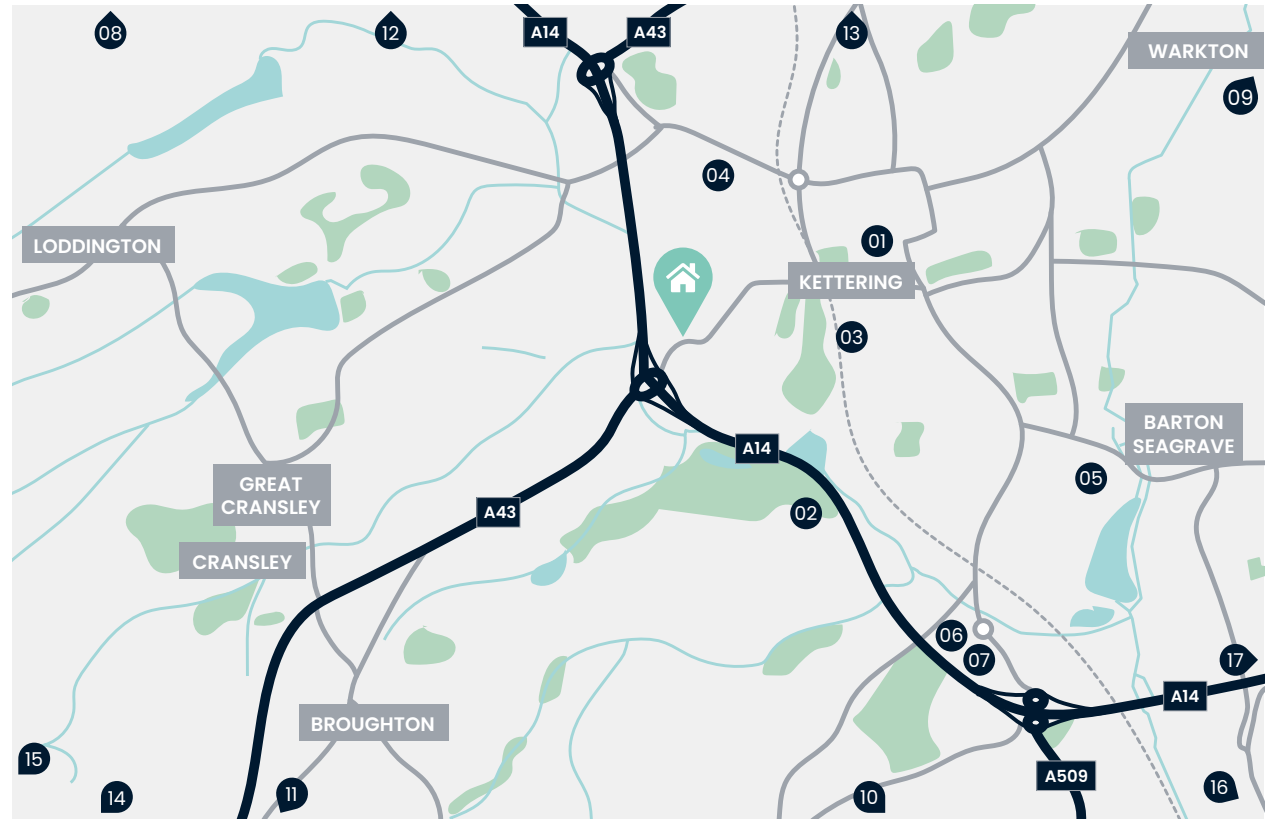 08
12
A14
A43
13
WARKTON
09
04
01
LODDINGTON
KETTERING
03
BARTON
SEAGRAVE
A14
05
GREAT
CRANSLEY
A43
02
CRANSLEY
06
07
17
A14
BROUGHTON
15
A509
16
14
11
10